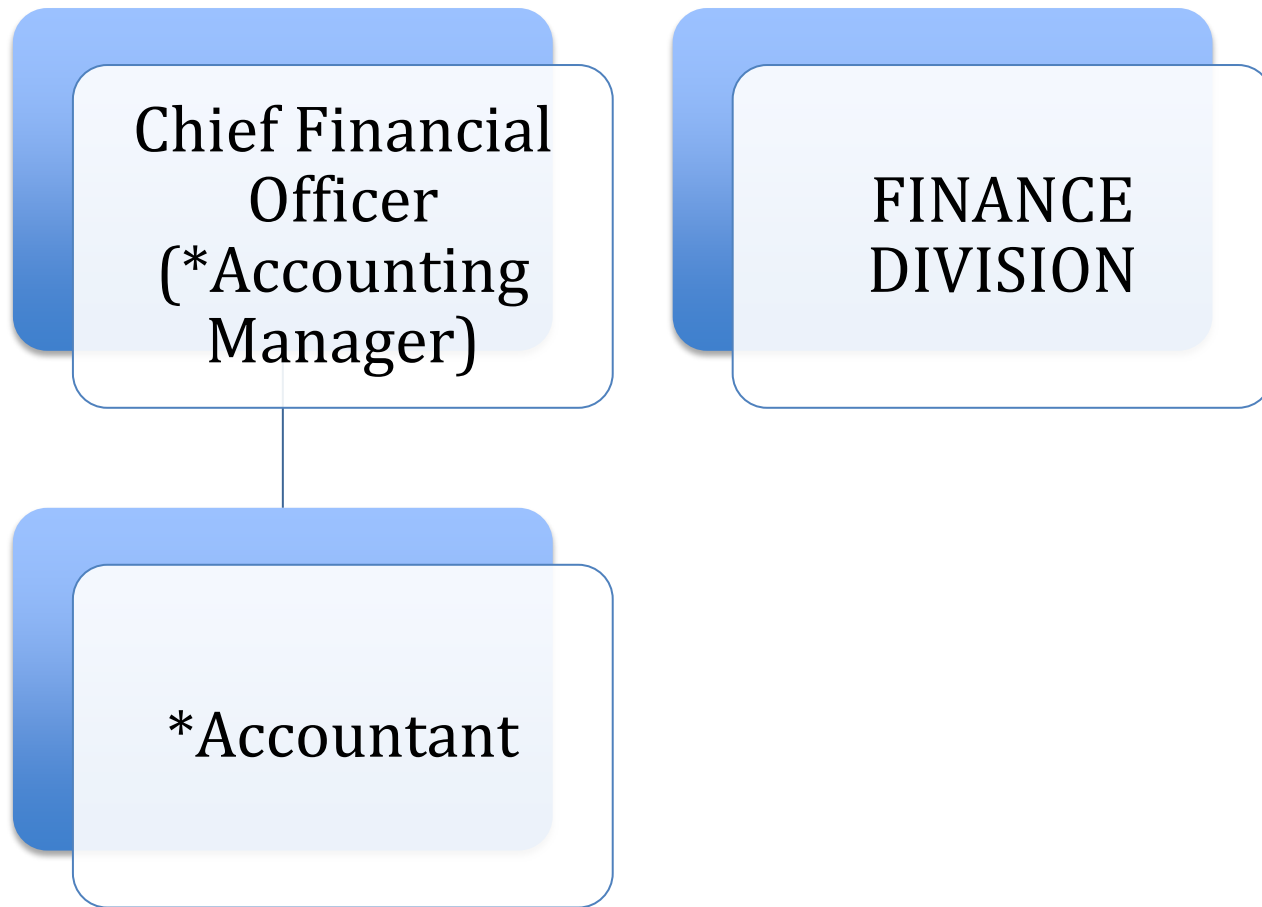 Chief Financial
Officer
(*Accounting
Manager)
FINANCE
DIVISION
*Accountant